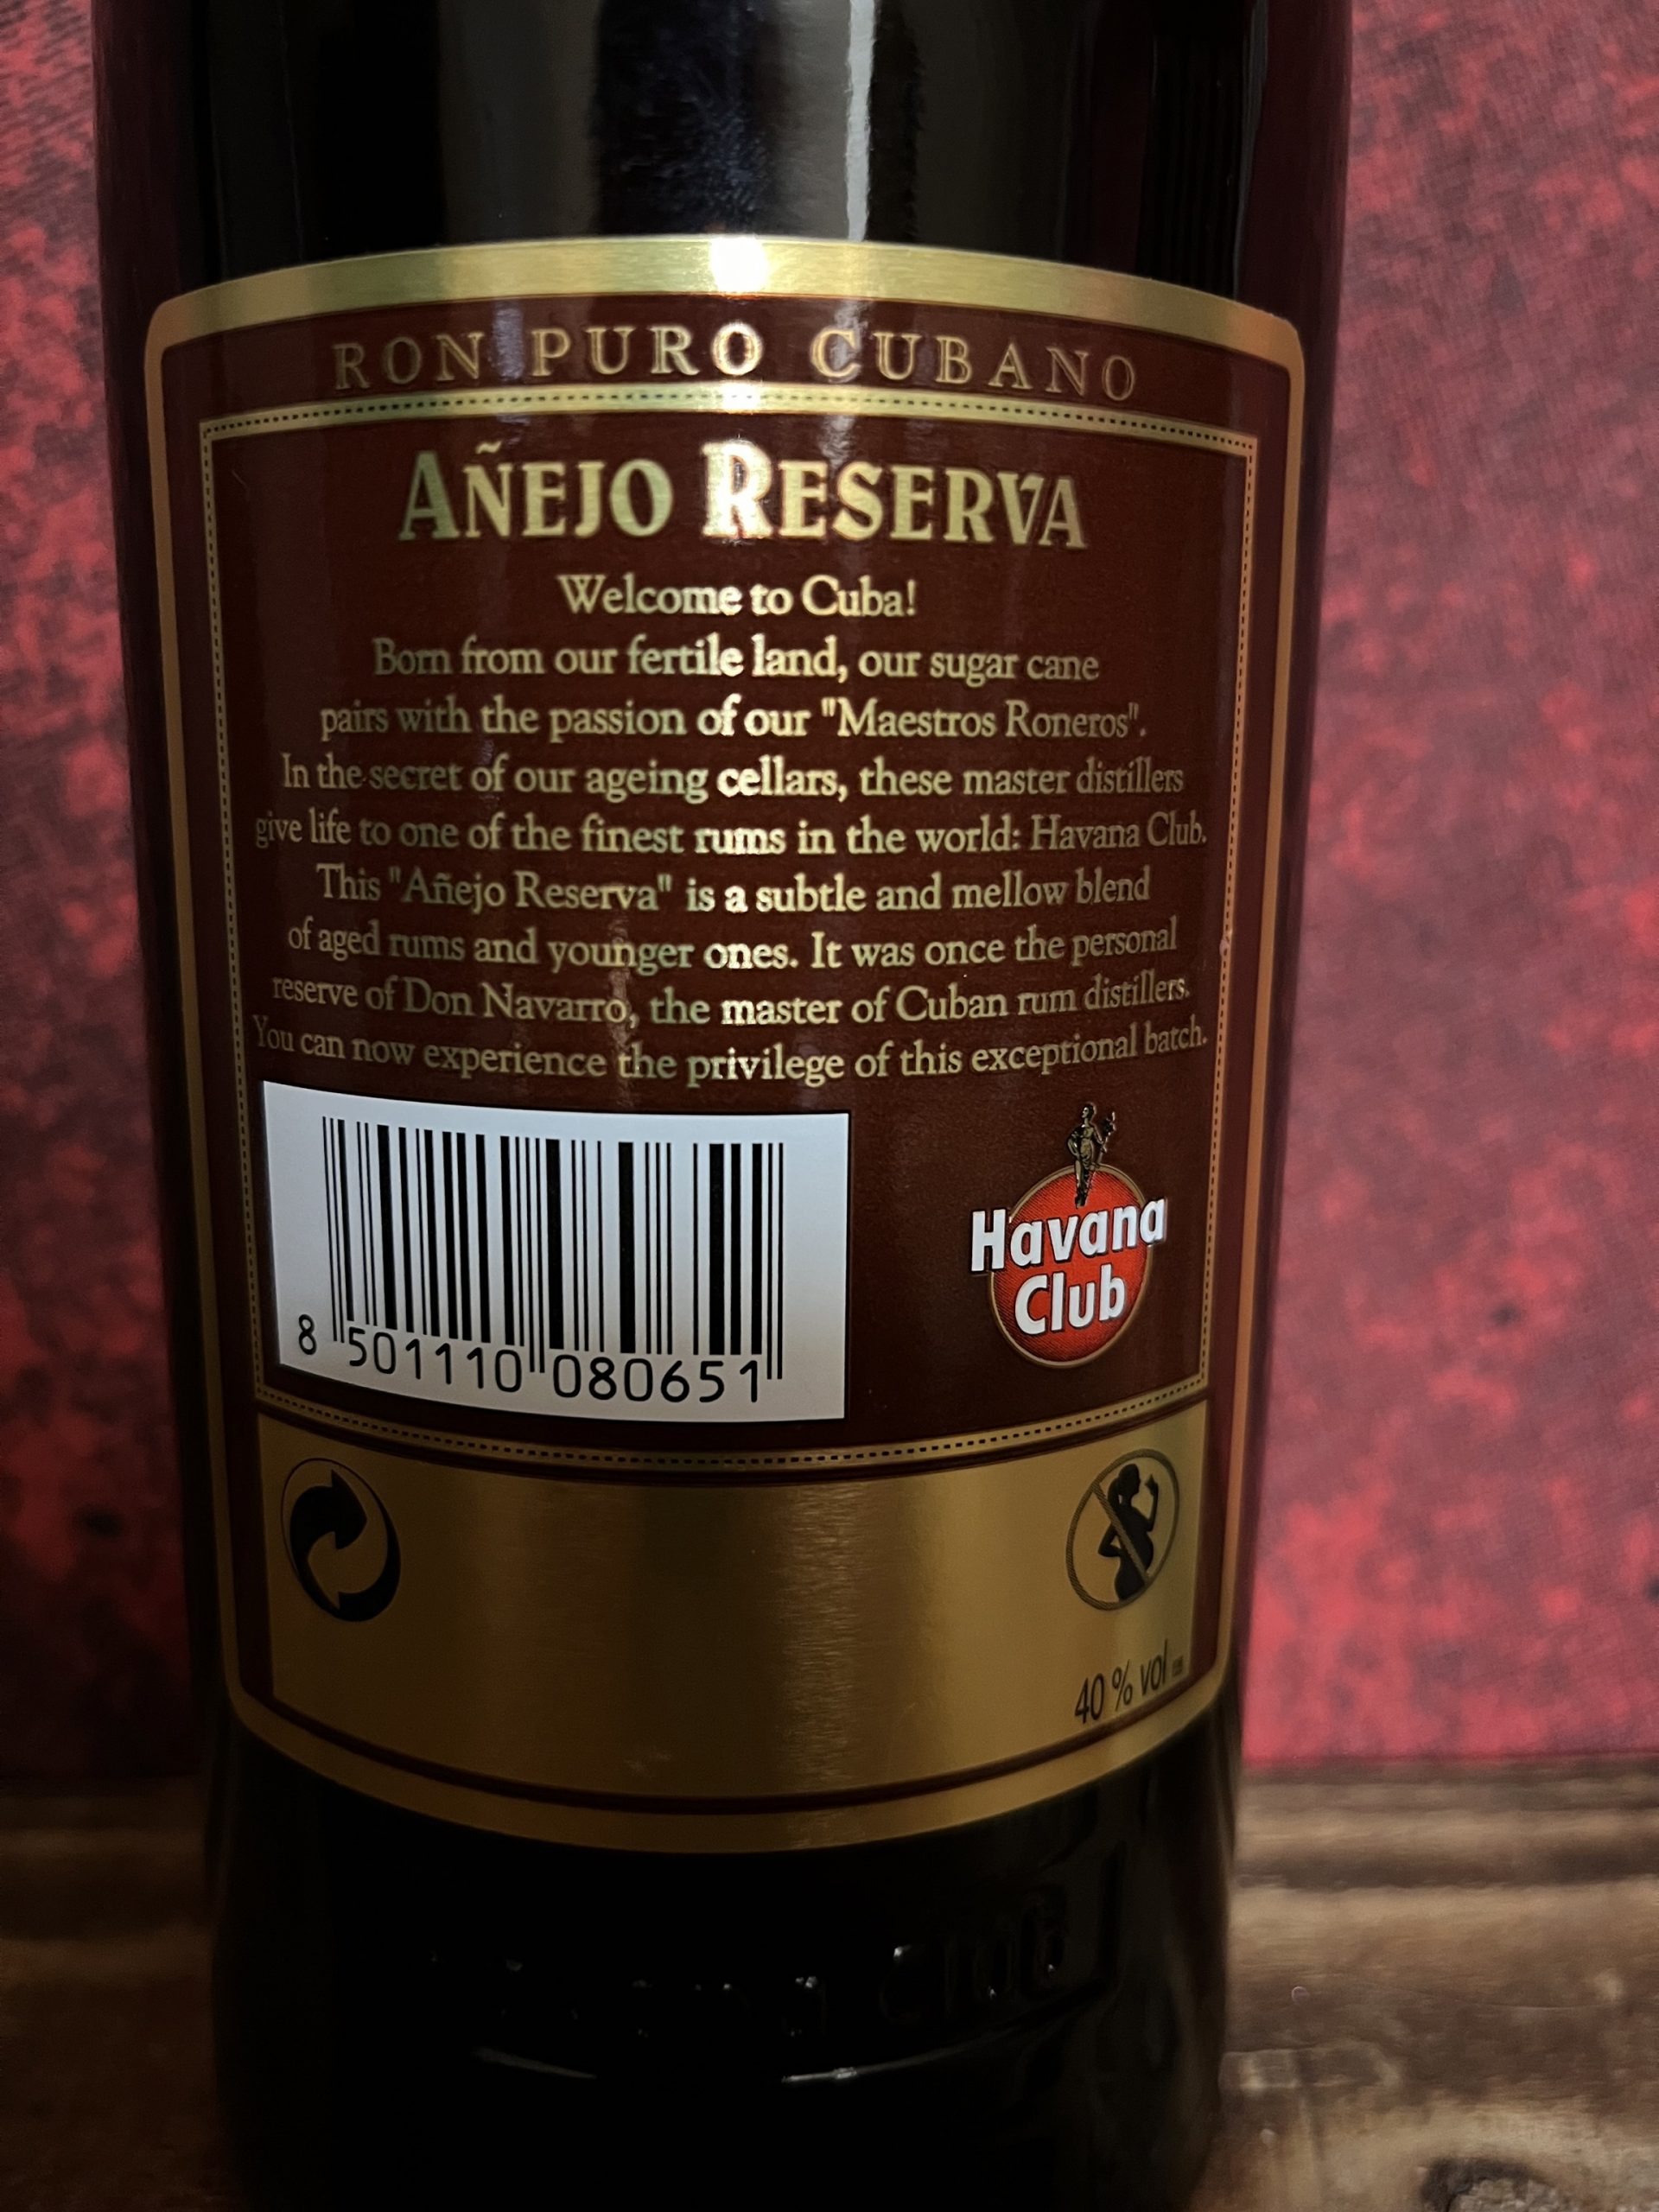 RON PURO CUBANO
AÑEJO RESERVA
Welcome to Cuba!
Born from our fertile land, our sugar cane
pairs with the passion of our "Maestros Roneros".
In the secret of our ageing cellars, these master distillers
give life to one of the finest rums in the world: Havana Club.
This "Añejo Reserva" is a subtle and mellow blend
of aged rums and younger ones. It was once the personal
reserve of Don Navarro, the master of Cuban rum distillers.
You can now experience the privilege of this exceptional batch.
Havana
Club
8 501110 080651
40 % vol
Club